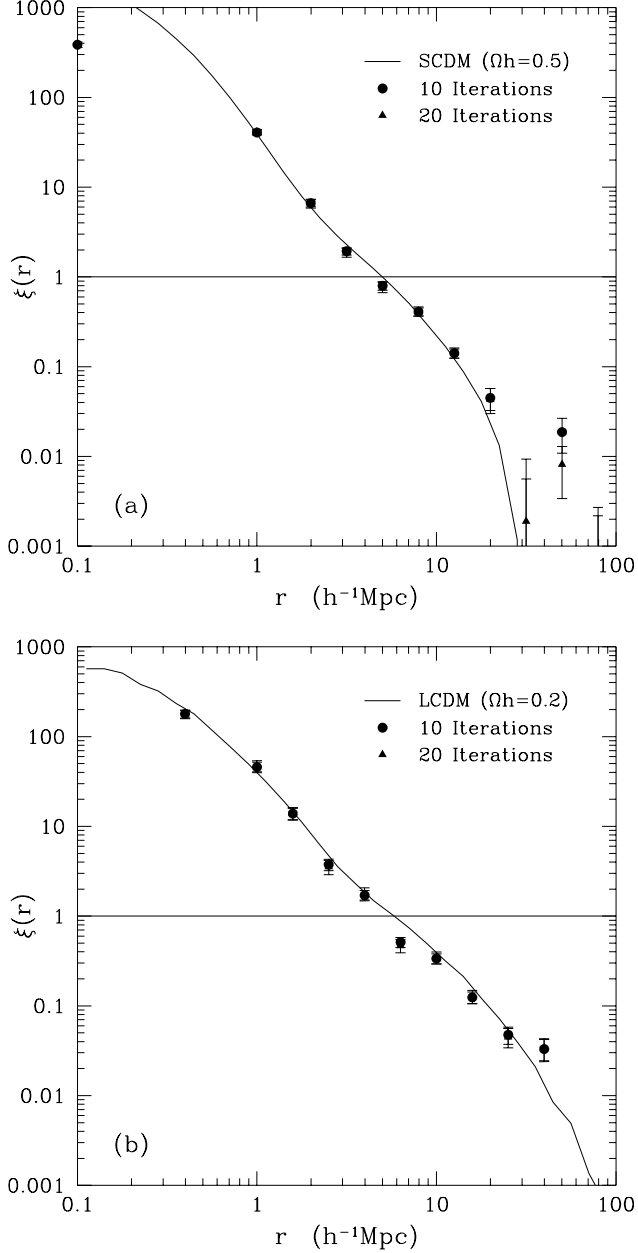 1000
100
10
1
0.1
0.01
0.001
ξ(r)
SCDM (Ωh=0.5)
10 Iterations
20 Iterations
(a)
0.1 1 10 100
r (h⁻¹Mpc)
1000
100
10
1
0.1
0.01
0.001
ξ(r)
LCDM (Ωh=0.2)
10 Iterations
20 Iterations
(b)
0.1 1 10 100
r (h⁻¹Mpc)